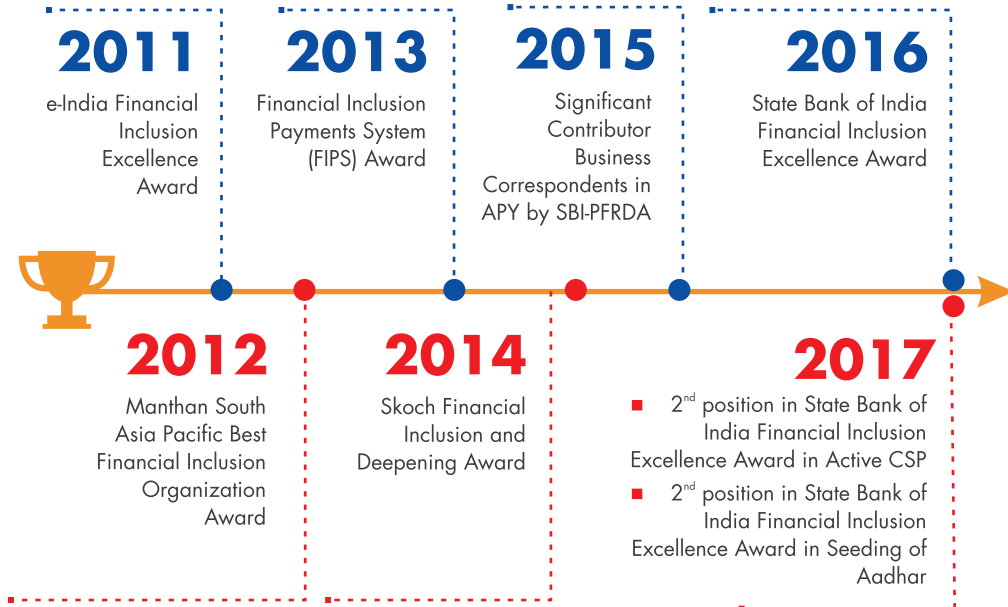 2011
e-India Financial
Inclusion
Excellence
Award
2013
Financial Inclusion
Payments System
(FIPS) Award
2015
Significant
Contributor
Business
Correspondents in
APY by SBI-PFRDA
2016
State Bank of India
Financial Inclusion
Excellence Award
2012
Manthan South
Asia Pacific Best
Financial Inclusion
Organization
Award
2014
Skoch Financial
Inclusion and
Deepening Award
2017
2nd position in State Bank of
India Financial Inclusion
Excellence Award in Active CSP
2nd position in State Bank of
India Financial Inclusion
Excellence Award in Seeding of
Aadhar